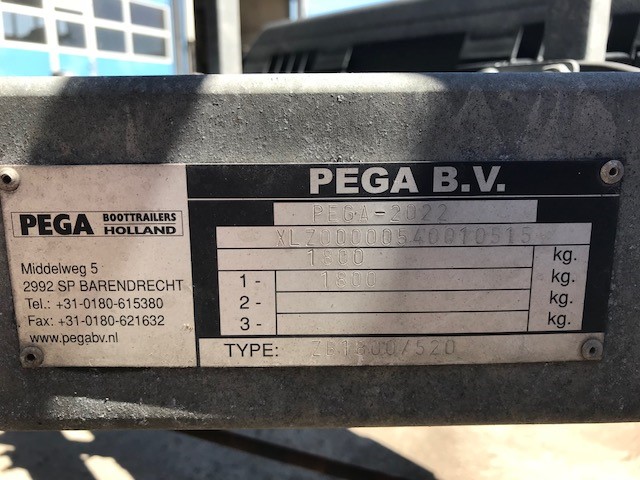 PEGA BOOTTRAILERS HOLLAND
Middelweg 5
2992 SP BARENDRECHT
Tel.: +31-0180-615380
Fax: +31-0180-621632
www.pegabv.nl
PEGA B.V.
PEGA-2022
1800 kg.
1- 1800 kg.
2- kg.
3- kg.
TYPE: